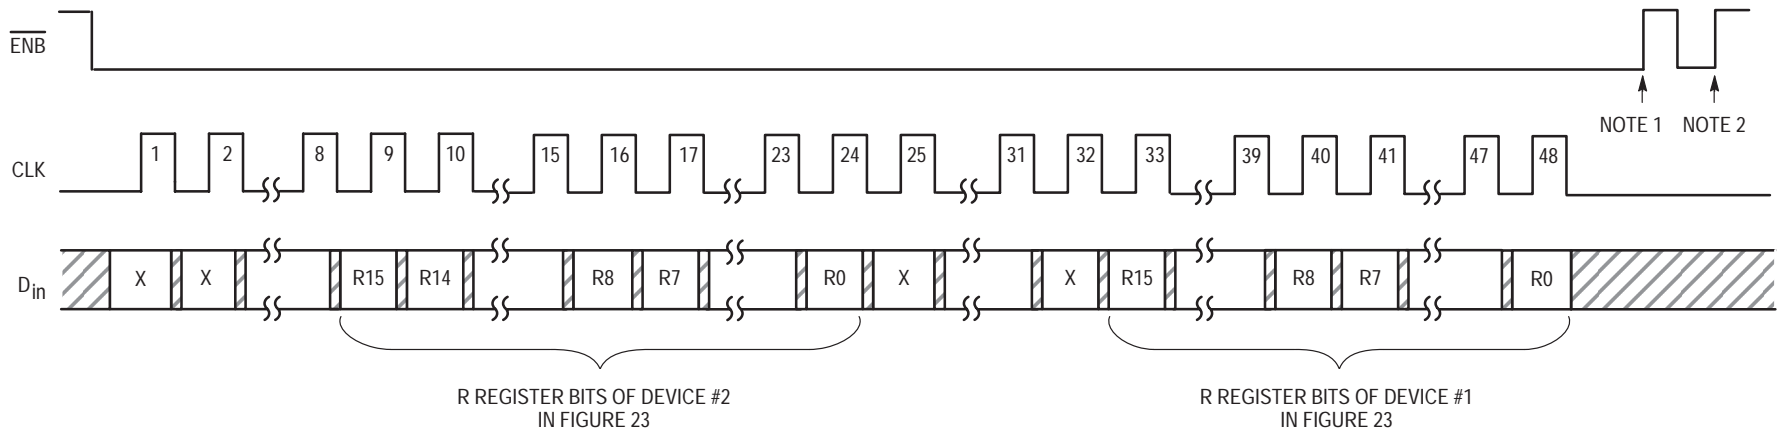 ENB
NOTE 1 NOTE 2
CLK 1 2 8 9 10 15 16 17 23 24 25 31 32 33 39 40 41 47 48
Din X X R15 R14 R8 R7 R0 X X R15 R8 R7 R0
R REGISTER BITS OF DEVICE #2
IN FIGURE 23
R REGISTER BITS OF DEVICE #1
IN FIGURE 23